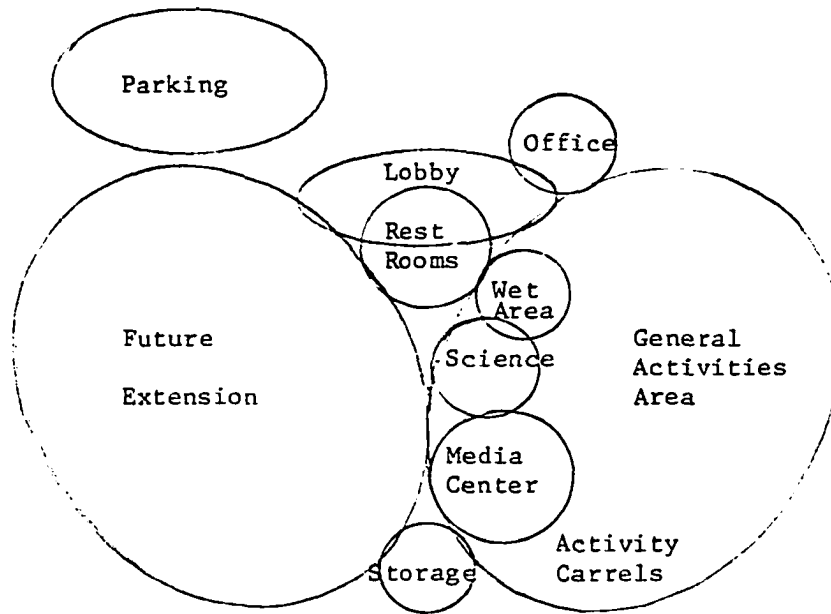 Parking
Office
Lobby
Rest
Rooms
Wet
Area
Science
Future
Extension
General
Activities
Area
Media
Center
Activity
Carrels
Storage